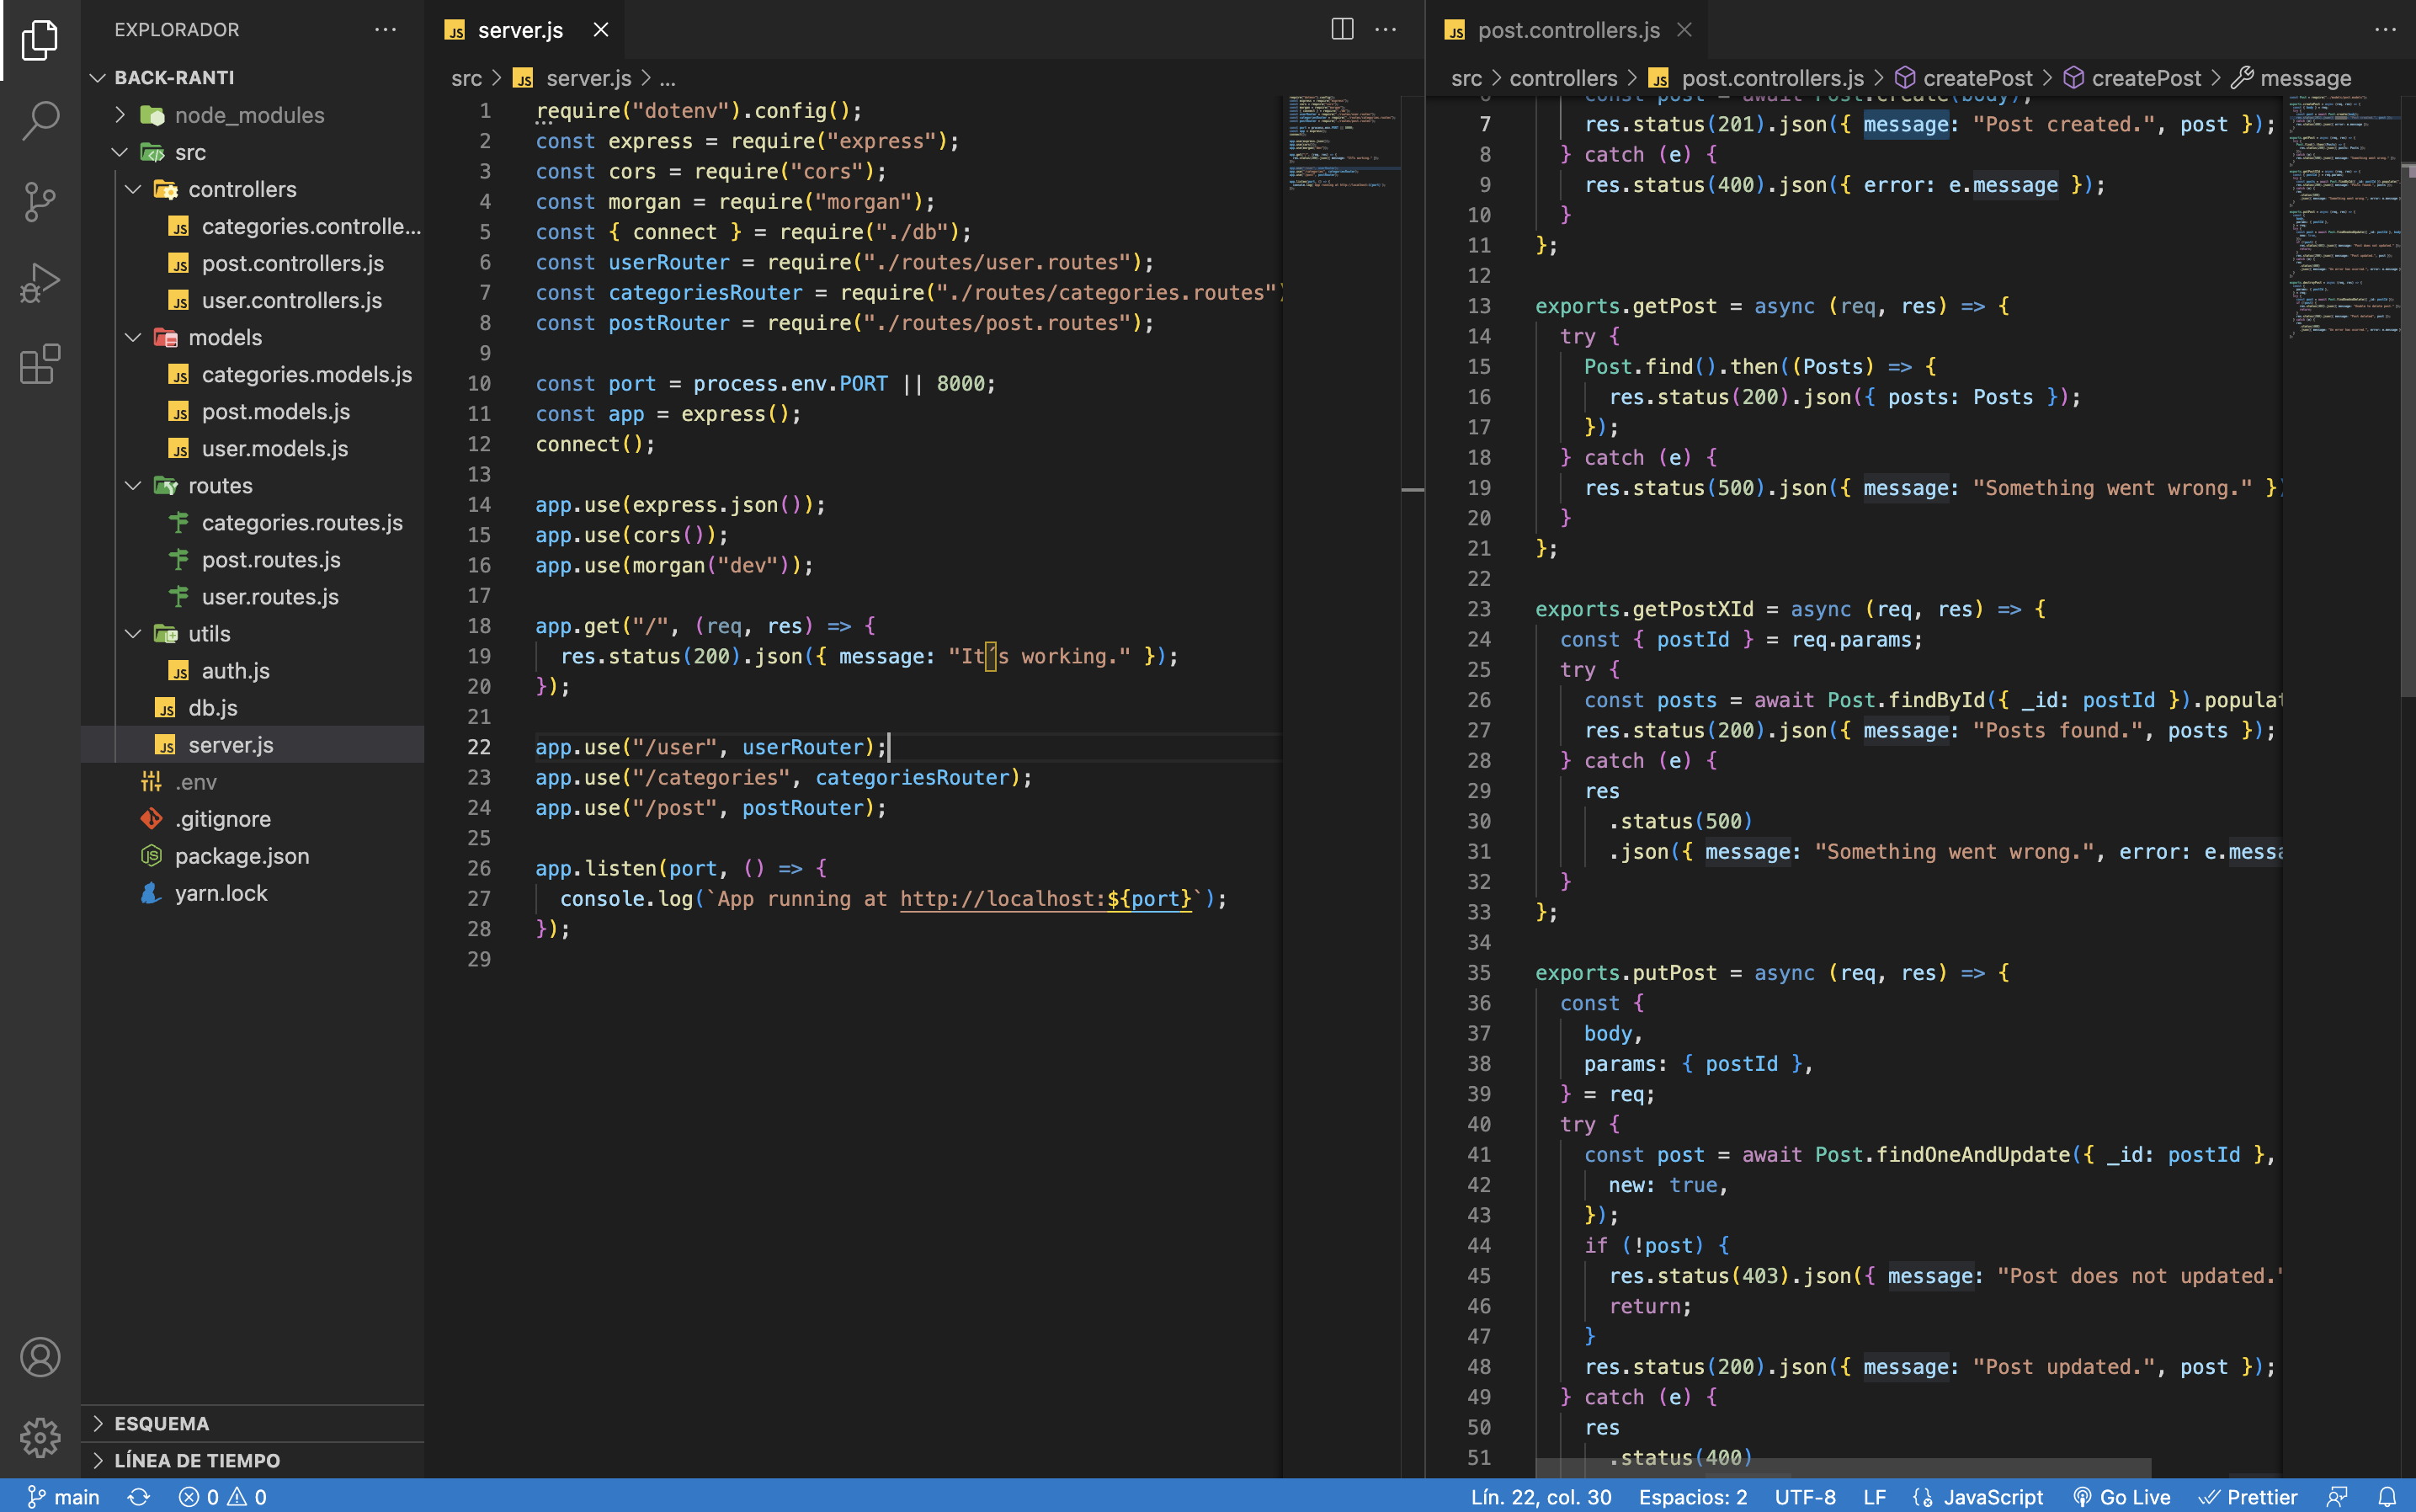 EXPLORADOR
BACK-RANTI
node_modules
src
controllers
categories.controlle...
post.controllers.js
user.controllers.js
models
categories.models.js
post.models.js
user.models.js
routes
categories.routes.js
post.routes.js
user.routes.js
utils
auth.js
db.js
server.js
.env
.gitignore
package.json
yarn.lock
ESQUEMA
LÍNEA DE TIEMPO
server.js
src > server.js > ...
1 require("dotenv").config();
2 const express = require("express");
3 const cors = require("cors");
4 const morgan = require("morgan");
5 const { connect } = require("./db");
6 const userRouter = require("./routes/user.routes");
7 const categoriesRouter = require("./routes/categories.routes")
8 const postRouter = require("./routes/post.routes");
9
10 const port = process.env.PORT || 8000;
11 const app = express();
12 connect();
13
14 app.use(express.json());
15 app.use(cors());
16 app.use(morgan("dev"));
17
18 app.get("/", (req, res) => {
19 res.status(200).json({ message: "It´s working." });
20 });
21
22 app.use("/user", userRouter);
23 app.use("/categories", categoriesRouter);
24 app.use("/post", postRouter);
25
26 app.listen(port, () => {
27 console.log(`App running at http://localhost:${port}`);
28 });
29
post.controllers.js
src > controllers > post.controllers.js > createPost > createPost > message
6 const post = await Post.create(body);
7 res.status(201).json({ message: "Post created.", post });
8 } catch (e) {
9 res.status(400).json({ error: e.message });
10 }
11 };
12
13 exports.getPost = async (req, res) => {
14 try {
15 Post.find().then((Posts) => {
16 res.status(200).json({ posts: Posts });
17 });
18 } catch (e) {
19 res.status(500).json({ message: "Something went wrong." })
20 }
21 };
22
23 exports.getPostXId = async (req, res) => {
24 const { postId } = req.params;
25 try {
26 const posts = await Post.findById({ _id: postId }).populat
27 res.status(200).json({ message: "Posts found.", posts });
28 } catch (e) {
29 res
30 .status(500)
31 .json({ message: "Something went wrong.", error: e.messa
32 }
33 };
34
35 exports.putPost = async (req, res) => {
36 const {
37 body,
38 params: { postId },
39 } = req;
40 try {
41 const post = await Post.findOneAndUpdate({ _id: postId },
42 new: true,
43 });
44 if (!post) {
45 res.status(403).json({ message: "Post does not updated."
46 return;
47 }
48 res.status(200).json({ message: "Post updated.", post });
49 } catch (e) {
50 res
51 .status(400)
main 0 0 Lín. 22, col. 30 Espacios: 2 UTF-8 LF JavaScript Go Live Prettier